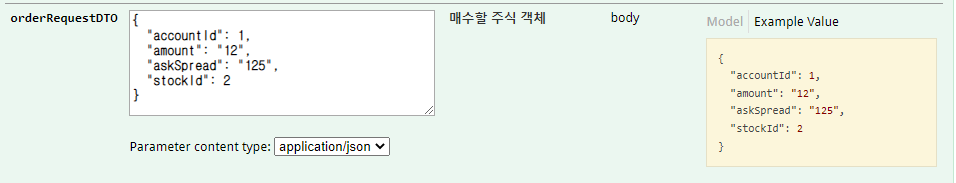 orderRequestDTO
{
  "accountId": 1,
  "amount": "12",
  "askSpread": "125",
  "stockId": 2
}
Parameter content type: application/json
매수할 주식 객체
body
Model Example Value
{
  "accountId": 1,
  "amount": "12",
  "askSpread": "125",
  "stockId": 2
}